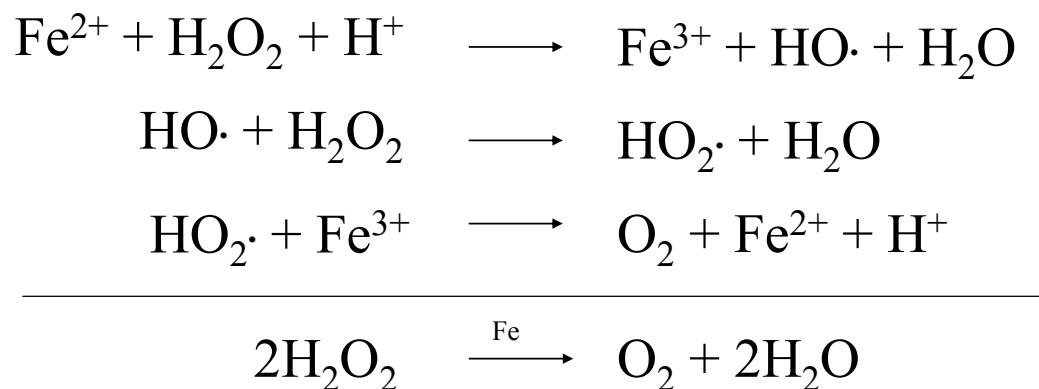 Fe²⁺ + H₂O₂ + H⁺ → Fe³⁺ + HO· + H₂O
HO· + H₂O₂ → HO₂· + H₂O
HO₂· + Fe³⁺ → O₂ + Fe²⁺ + H⁺
Fe
2H₂O₂ → O₂ + 2H₂O